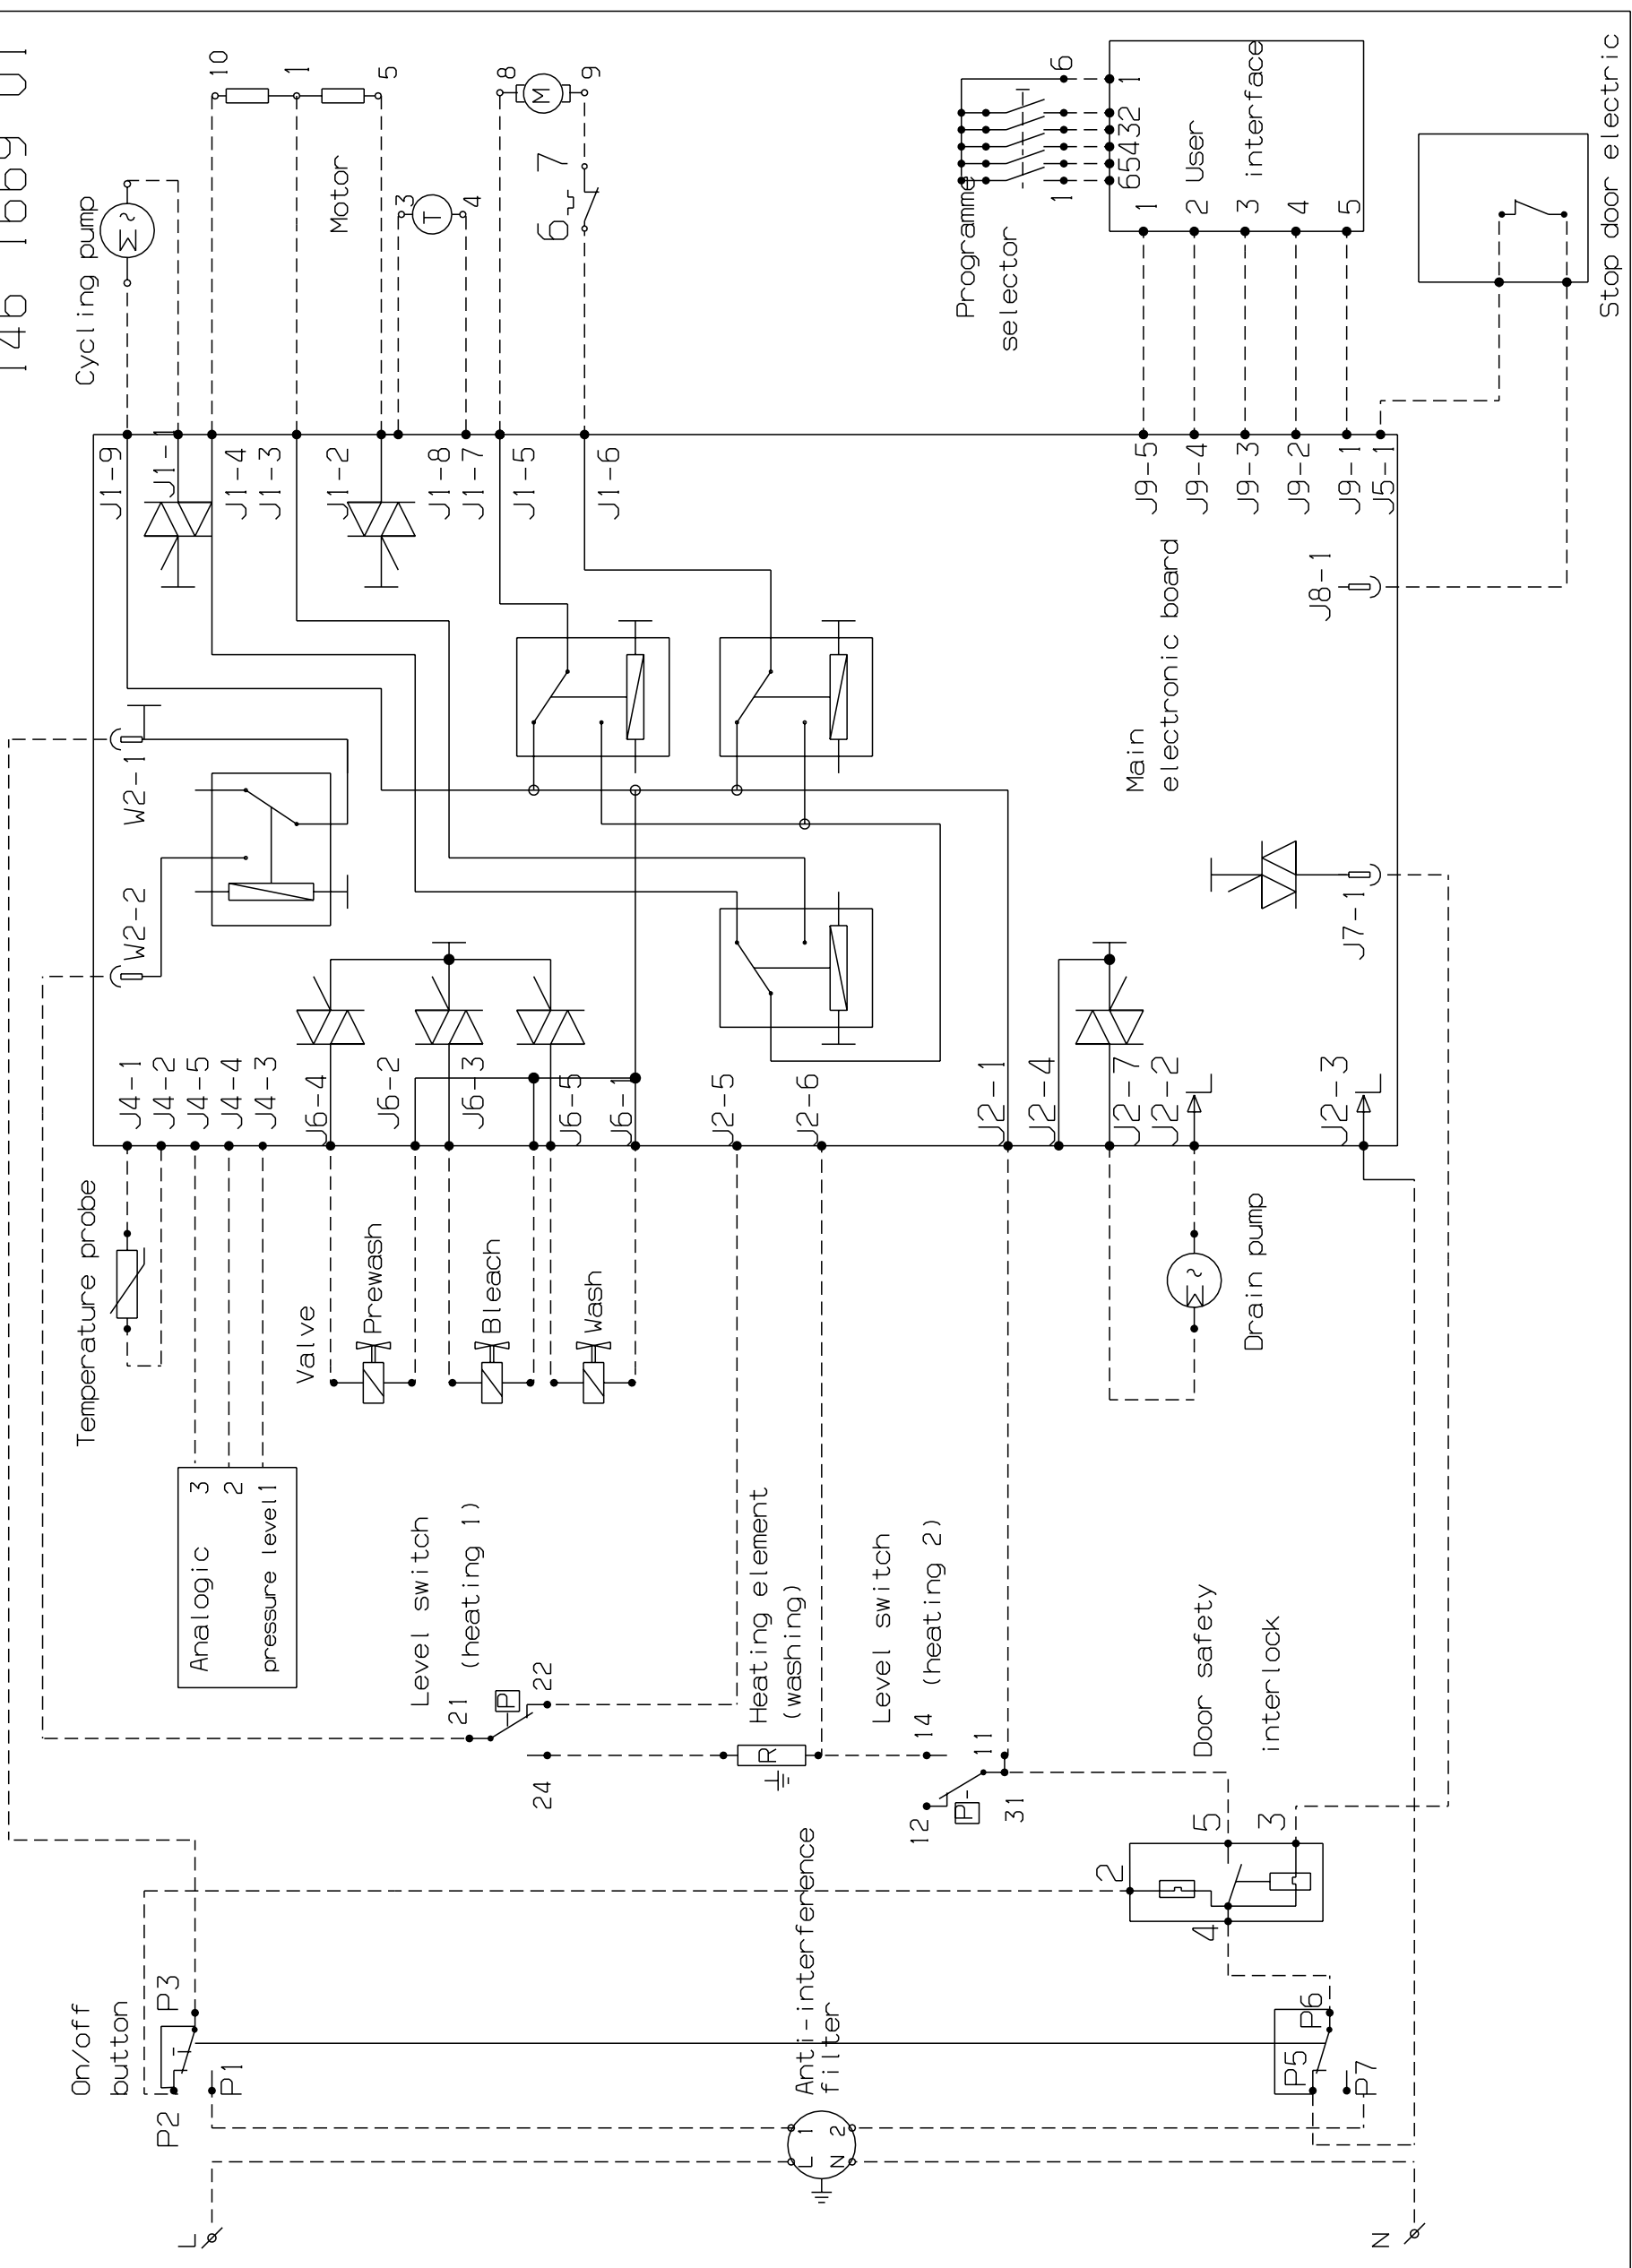 146 1669 01
Cycling pump
10
1
5
Motor
3
T
4
8
M
9
7
6
Programme
selector
6
1
1
65432
User
interface
1
2
3
4
5
Stop door electric
J1-9
J1-1
J1-4
J1-3
J1-2
J1-8
J1-7
J1-5
J1-6
J9-5
J9-4
J9-3
J9-2
J9-1
J5-1
J8-1
Main
electronic board
W2-1
W2-2
J7-1
J4-1
J4-2
J4-5
J4-4
J4-3
J6-4
J6-2
J6-3
J6-5
J6-1
J2-5
J2-6
J2-1
J2-4
J2-7
J2-2
J2-3
Temperature probe
Valve
Prewash
Bleach
Wash
M
~
Drain pump
Analogic
pressure level
3
2
1
Level switch
(heating 1)
21
P
22
24
Heating element
(washing)
R
Level switch
(heating 2)
14
11
12
P
31
Door safety
interlock
5
3
2
4
On/off
button
P3
P2
P1
Anti-interference
filter
L 1
N 2
P6
P5
P7
L
N